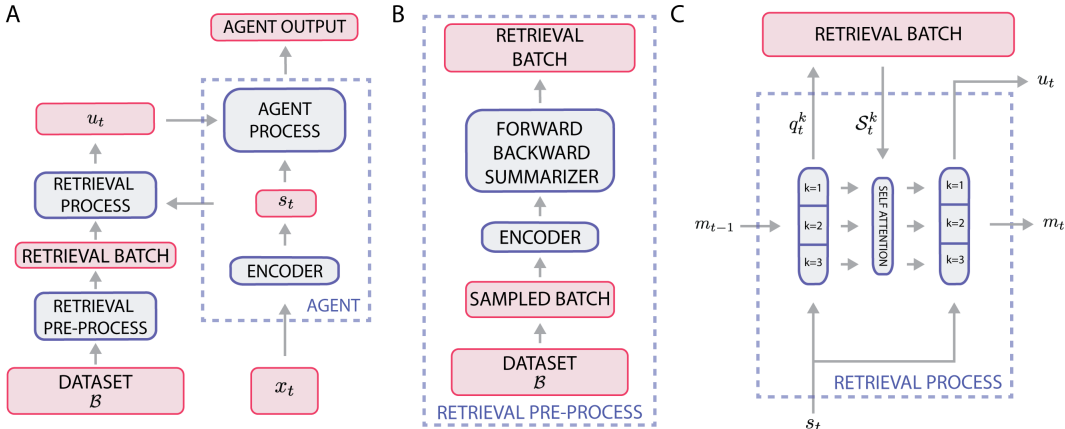 A
AGENT OUTPUT
u_t
AGENT
PROCESS
RETRIEVAL
PROCESS
s_t
RETRIEVAL BATCH
ENCODER
AGENT
RETRIEVAL
PRE-PROCESS
DATASET
ℬ
x_t
B
RETRIEVAL
BATCH
FORWARD
BACKWARD
SUMMARIZER
ENCODER
SAMPLED BATCH
DATASET
ℬ
RETRIEVAL PRE-PROCESS
C
RETRIEVAL BATCH
u_t
q_t^k
𝒮_t^k
k=1
k=2
k=3
SELF ATTENTION
k=1
k=2
k=3
m_{t-1}
m_t
RETRIEVAL PROCESS
s_t